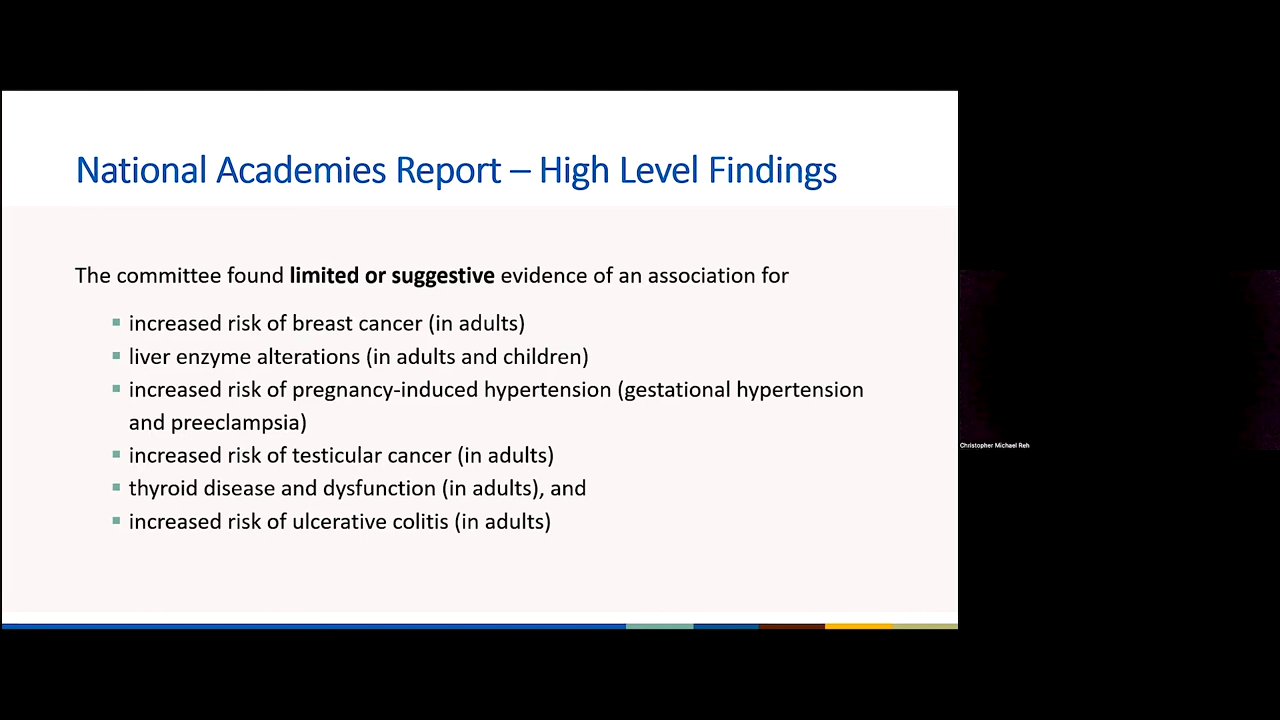 National Academies Report – High Level Findings
The committee found limited or suggestive evidence of an association for
▪ increased risk of breast cancer (in adults)
▪ liver enzyme alterations (in adults and children)
▪ increased risk of pregnancy-induced hypertension (gestational hypertension
and preeclampsia)
▪ increased risk of testicular cancer (in adults)
▪ thyroid disease and dysfunction (in adults), and
▪ increased risk of ulcerative colitis (in adults)
Christopher Michael Reh